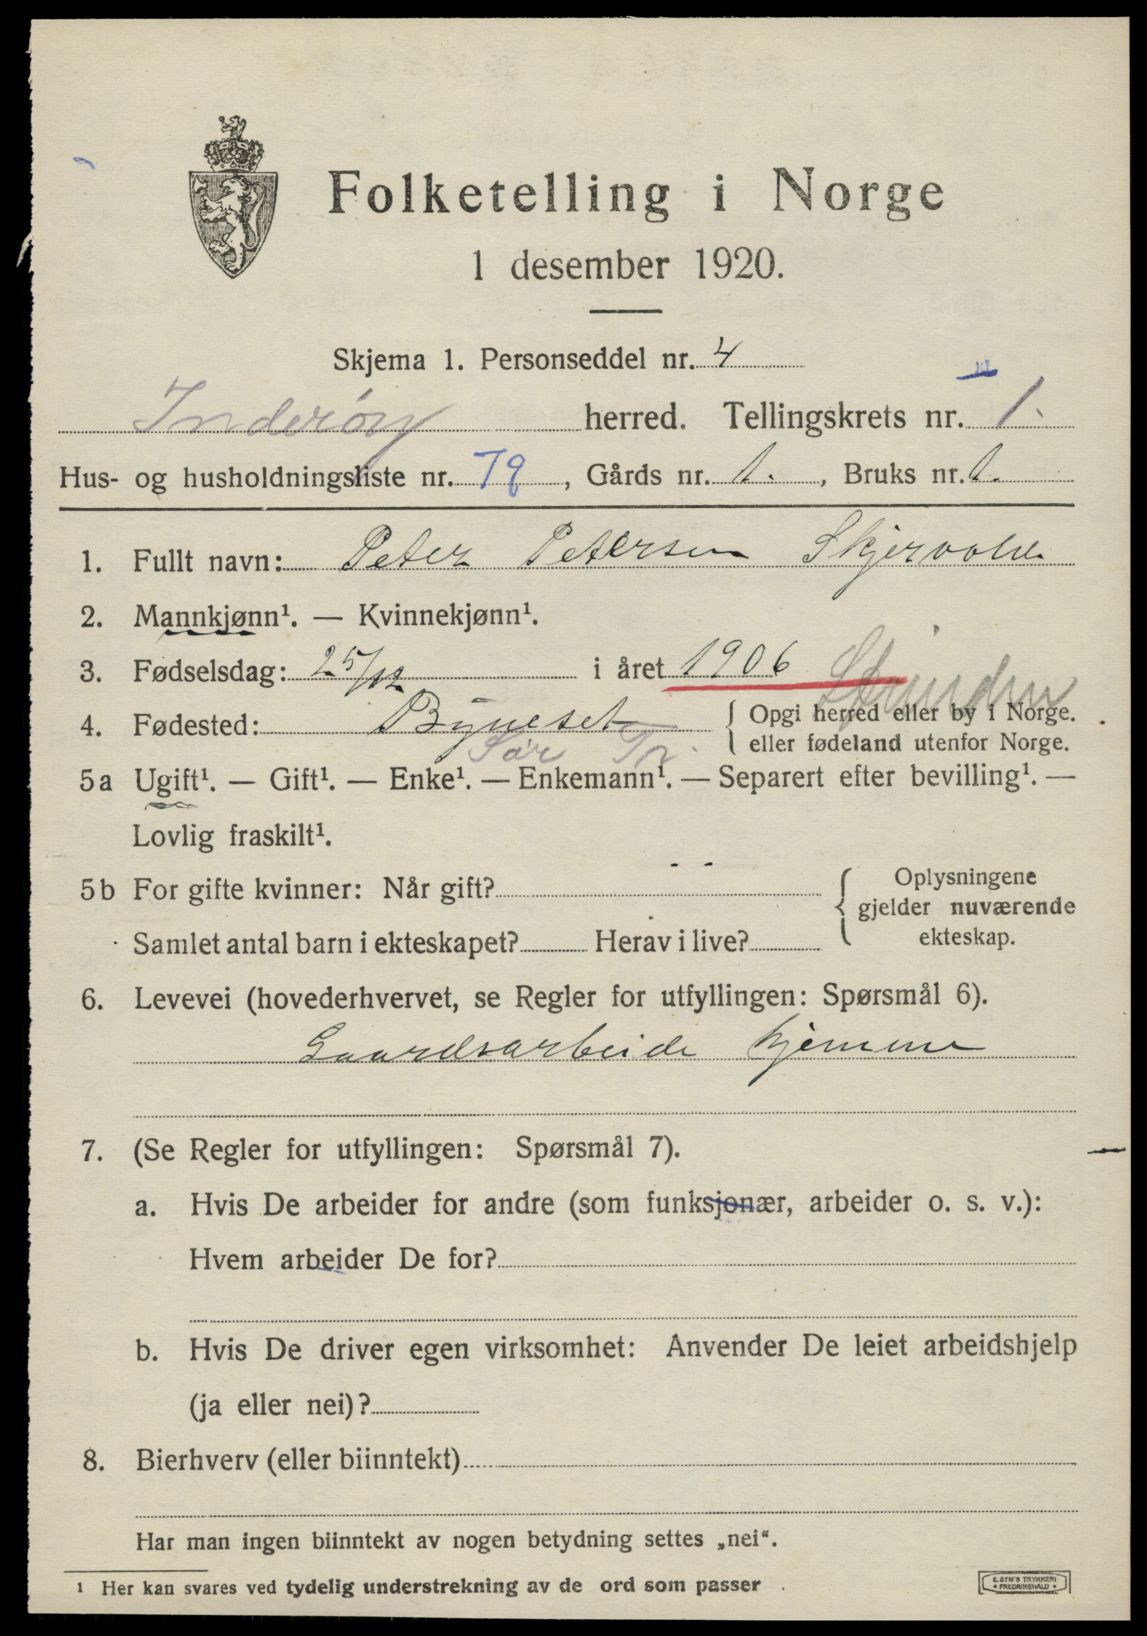 Folketelling i Norge
1 desember 1920.
Skjema 1. Personseddel nr. 4
Inderøy herred. Tellingskrets nr. 1.
Hus- og husholdningsliste nr. 79, Gårds nr. 1., Bruks nr. 1.
1. Fullt navn: Peter Petersen Skjervolde
2. Mannkjønn¹. — Kvinnekjønn¹.
3. Fødselsdag: 25/12 i året 1906 Strinden
4. Fødested: Byneset { Opgi herred eller by i Norge.
eller fødeland utenfor Norge.
Sør Tr.
5a Ugift¹. — Gift¹. — Enke¹. — Enkemann¹. — Separert efter bevilling¹. —
Lovlig fraskilt¹.
5b For gifte kvinner: Når gift?
Samlet antal barn i ekteskapet? Herav i live?
{ Oplysningene
gjelder nuværende
ekteskap.
6. Levevei (hovederhvervet, se Regler for utfyllingen: Spørsmål 6).
Gaardsarbeide hjemme
7. (Se Regler for utfyllingen: Spørsmål 7).
a. Hvis De arbeider for andre (som funksjonær, arbeider o. s. v.):
Hvem arbeider De for?
b. Hvis De driver egen virksomhet: Anvender De leiet arbeidshjelp
(ja eller nei)?
8. Bierhverv (eller biinntekt)
Har man ingen biinntekt av nogen betydning settes „nei“.
¹ Her kan svares ved tydelig understrekning av de ord som passer
E. SEM'S TRYKKERI
FREDRIKSHALD